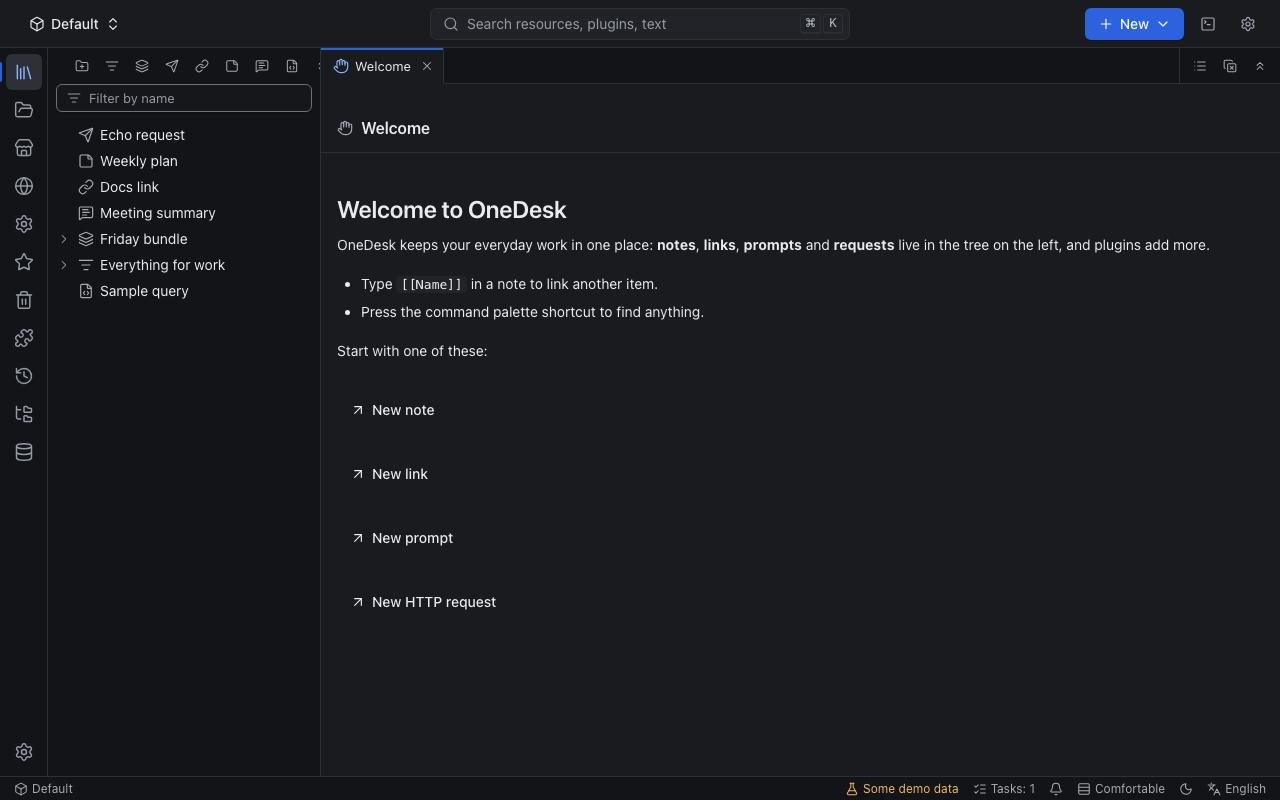 Default
Search resources, plugins, text
⌘ K
New
Welcome
Filter by name
Echo request
Weekly plan
Docs link
Meeting summary
Friday bundle
Everything for work
Sample query
Welcome
Welcome to OneDesk
OneDesk keeps your everyday work in one place: notes, links, prompts and requests live in the tree on the left, and plugins add more.
Type [[Name]] in a note to link another item.
Press the command palette shortcut to find anything.
Start with one of these:
New note
New link
New prompt
New HTTP request
Default
Some demo data
Tasks: 1
Comfortable
English